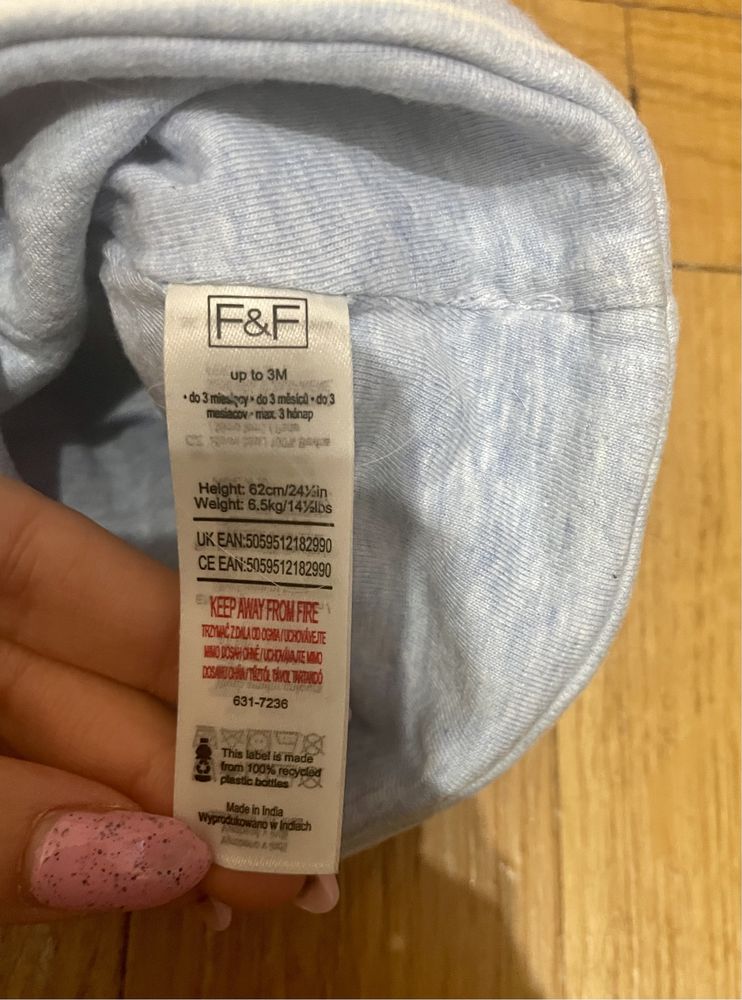 F&F
up to 3M
• do 3 miesięcy • do 3 měsíců • do 3
mesiacov • max. 3 hónap
Height: 62cm/24½in
Weight: 6.5kg/14½lbs
UK EAN:5059512182990
CE EAN:5059512182990
KEEP AWAY FROM FIRE
TRZYMAĆ Z DALA OD OGNIA/UCHOVÁVEJTE
MIMO DOSAH OHNĚ/UCHOVÁVAJTE MIMO
DOSAHU OHŇA/TŰZTŐL TÁVOL TARTANDÓ
631-7236
This label is made
from 100% recycled
plastic bottles
Made in India
Wyprodukowano w Indiach